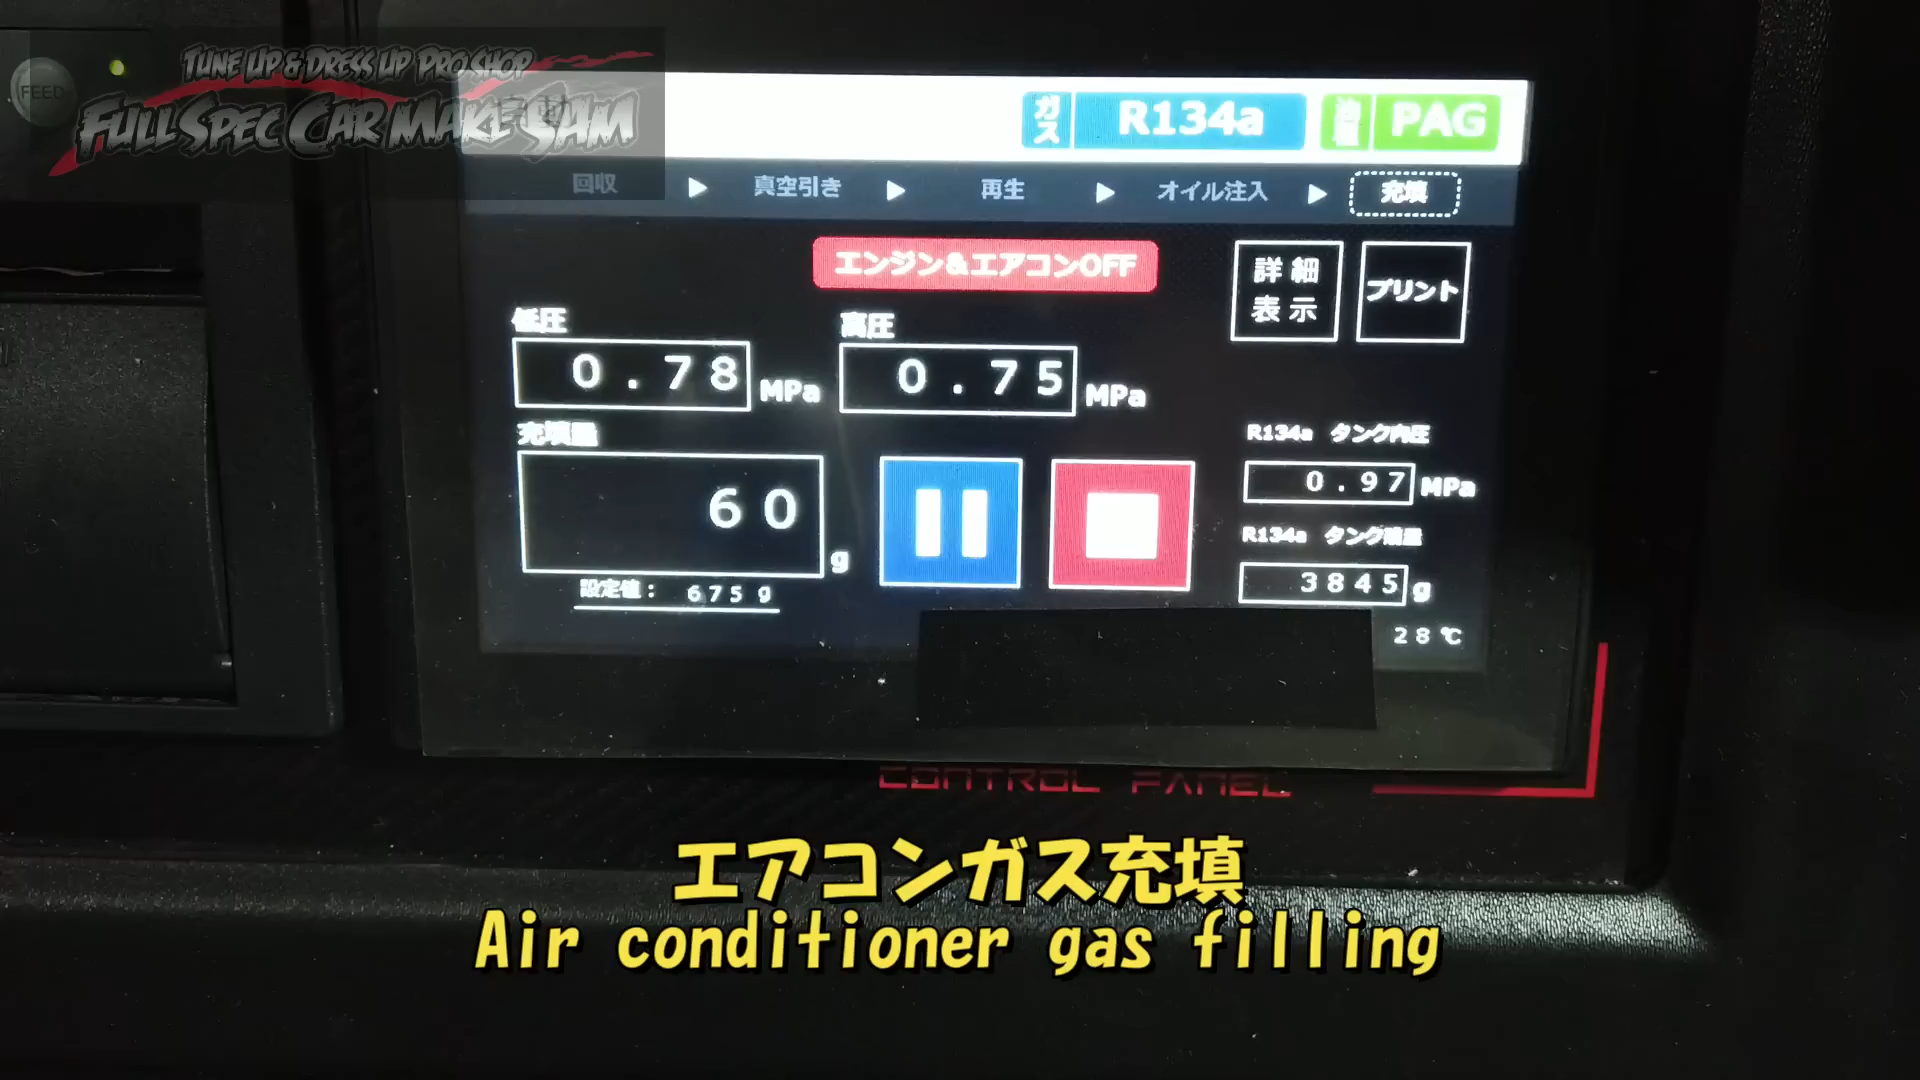 FEED
TUNE UP & DRESS UP PRO SHOP
FULL SPEC CAR MAKE SAM
ガス R134a PAG
回収 ▶ 真空引き ▶ 再生 ▶ オイル注入 ▶ 充填
エンジン&エアコンOFF
詳細表示
プリント
低圧
0.78 MPa
高圧
0.75 MPa
充填量
60 g
設定値: 675 g
R134a タンク内圧
0.97 MPa
R134a タンク残量
3845 g
28℃
CONTROL PANEL
エアコンガス充填
Air conditioner gas filling